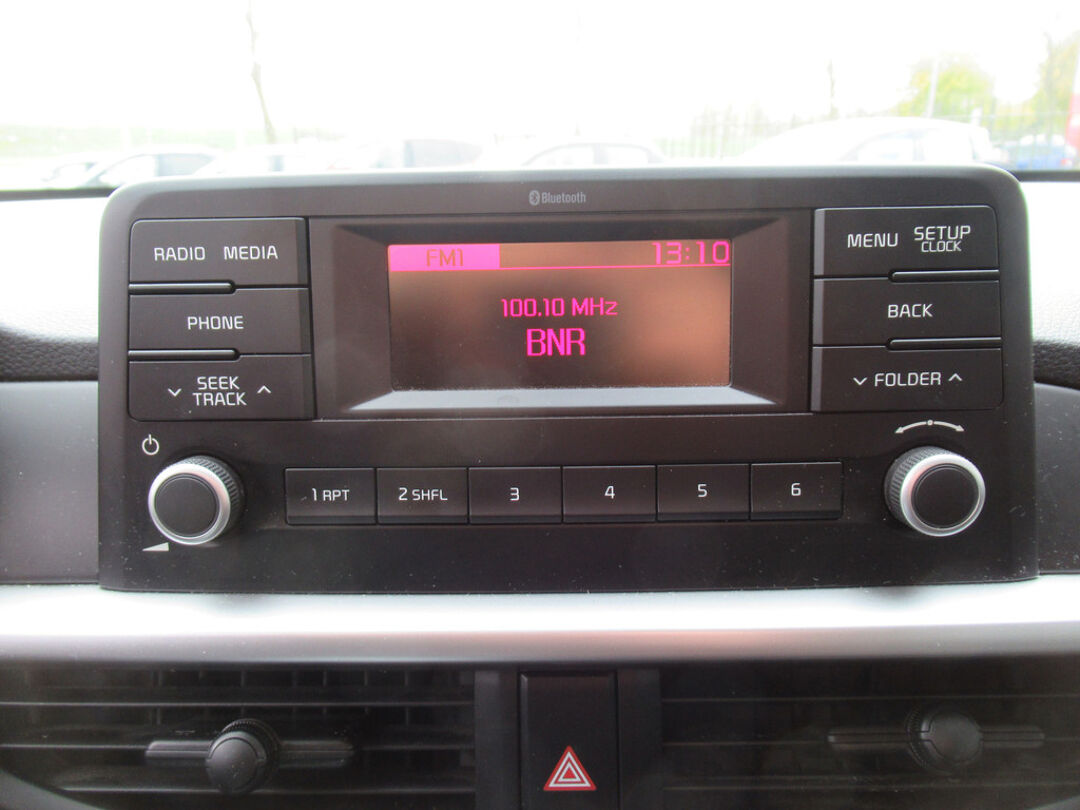 Bluetooth
RADIO MEDIA
PHONE
SEEK
TRACK
FM1 13:10
100.10 MHz
BNR
MENU SETUP
CLOCK
BACK
FOLDER
1 RPT 2 SHFL 3 4 5 6